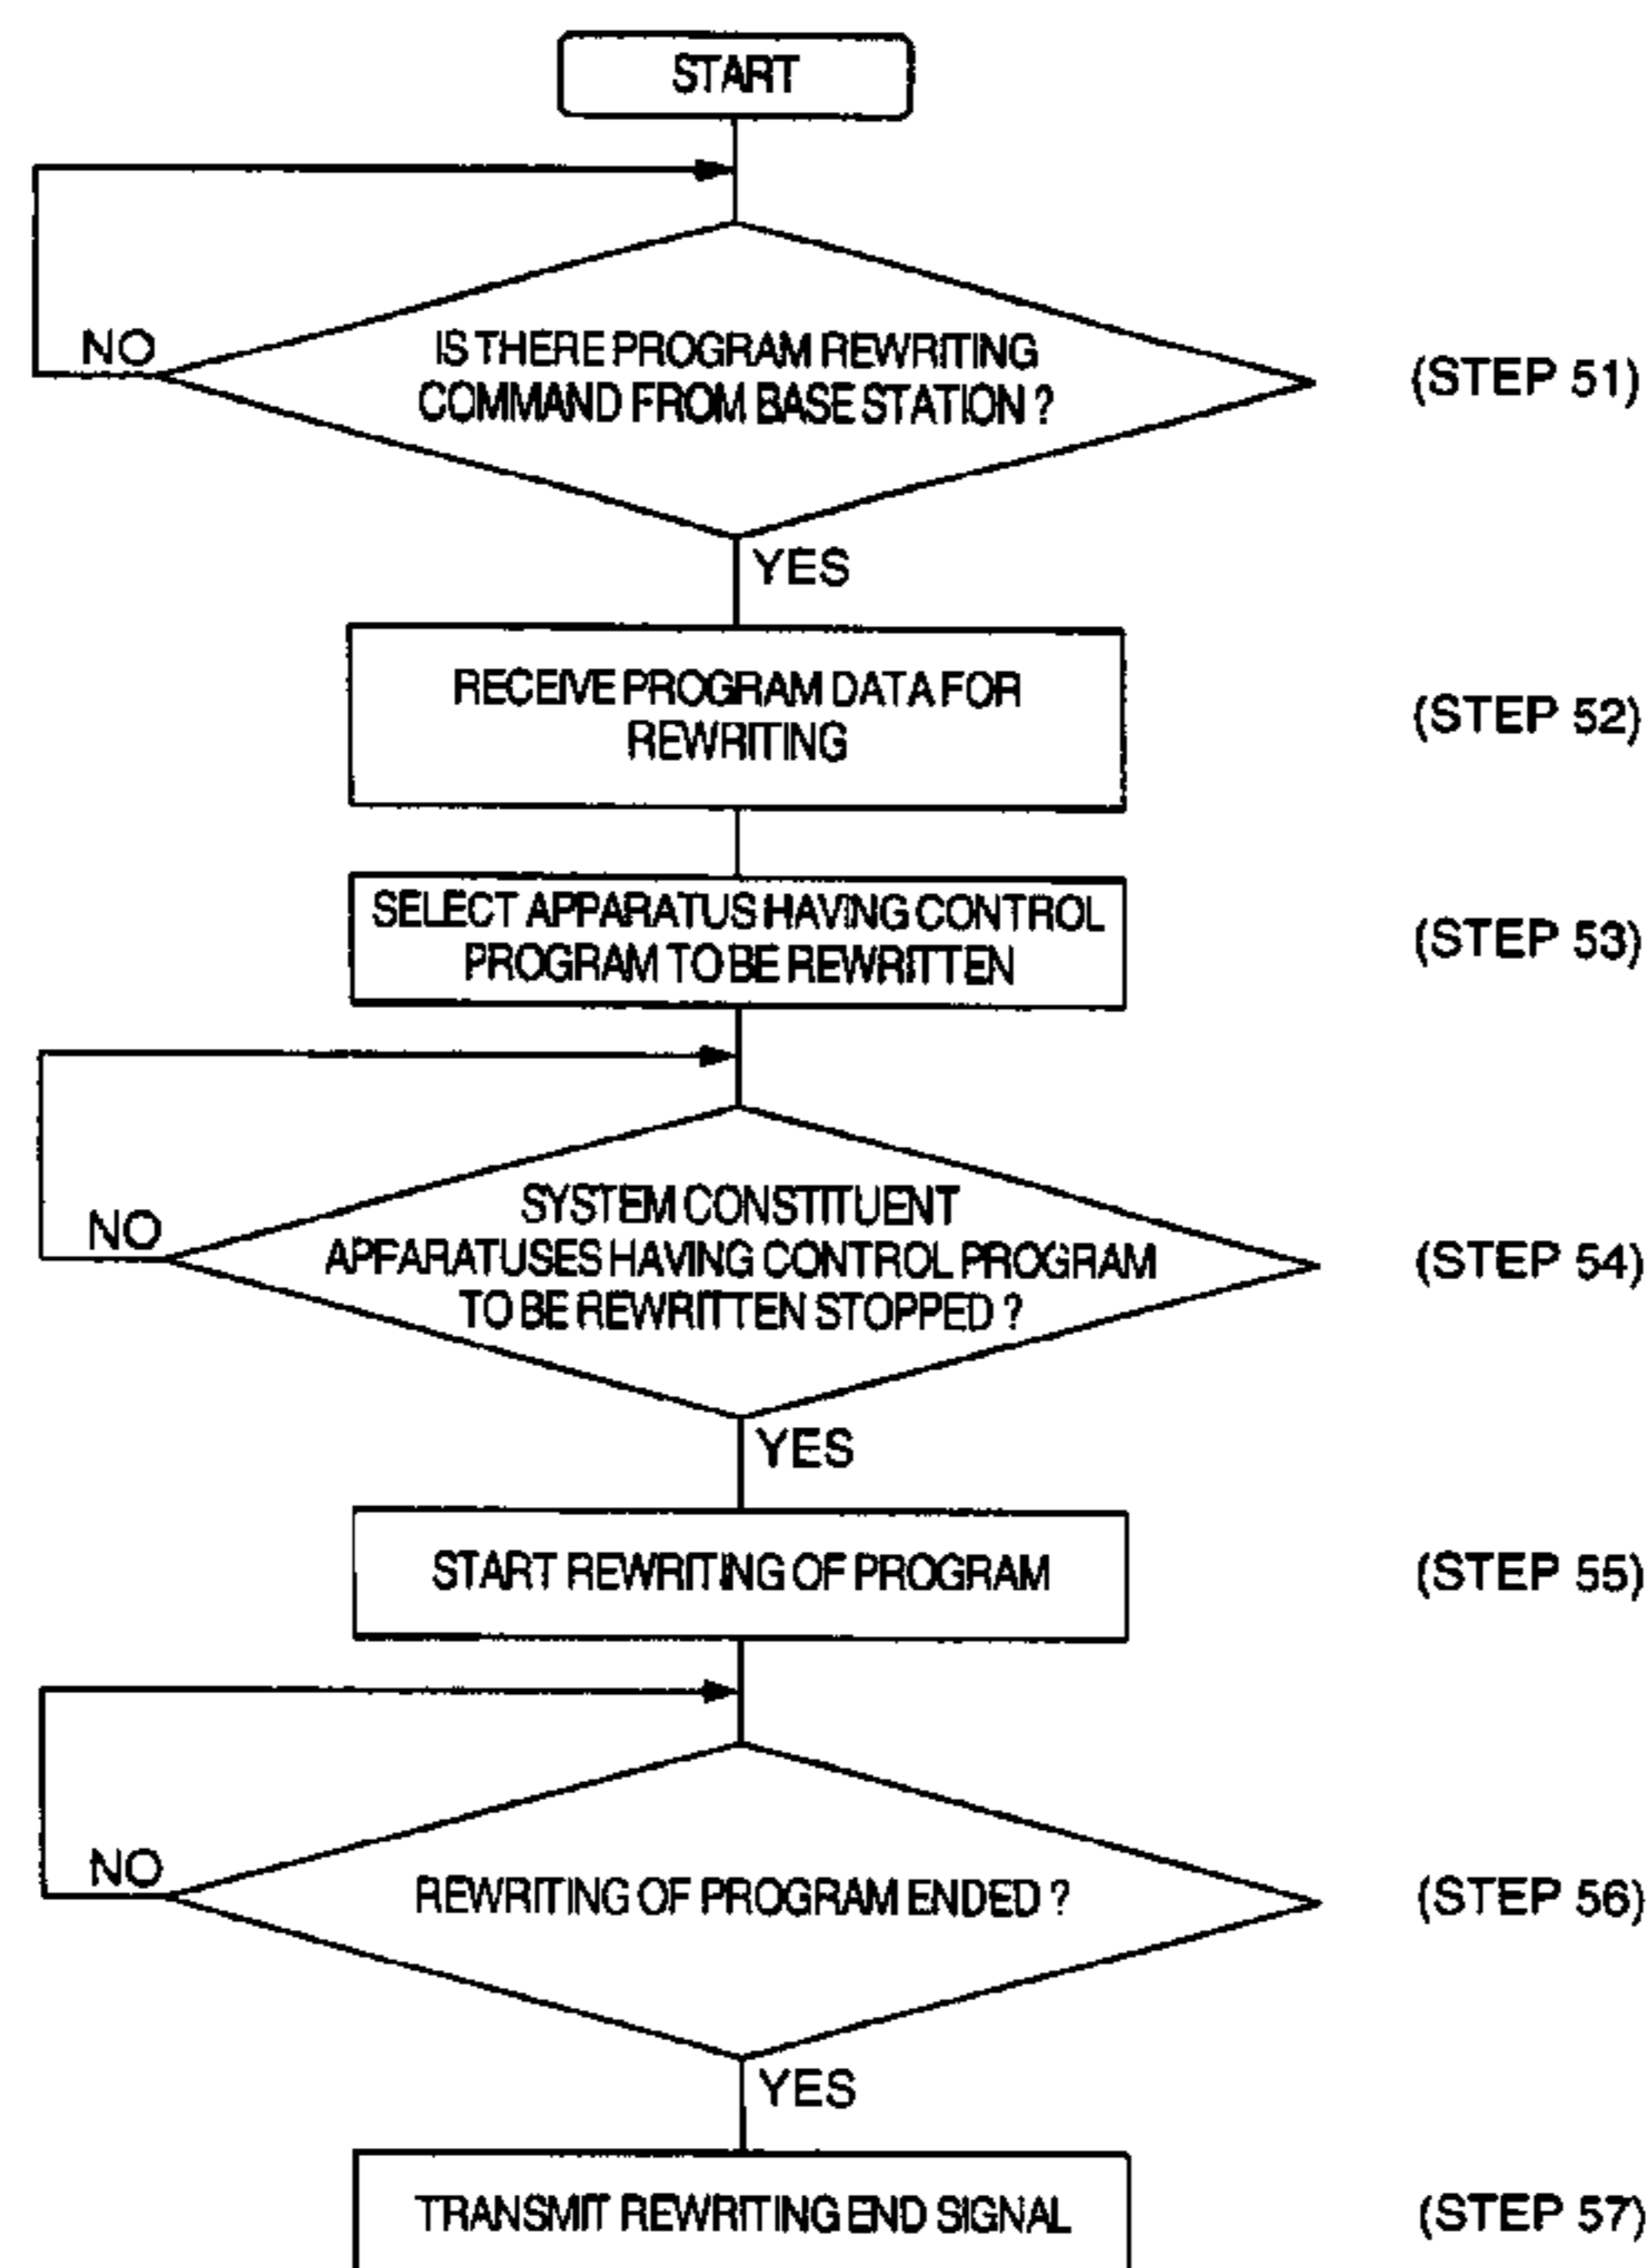 START
NO
IS THERE PROGRAM REWRITING
COMMAND FROM BASE STATION ?
(STEP 51)
YES
RECEIVE PROGRAM DATA FOR
REWRITING
(STEP 52)
SELECT APPARATUS HAVING CONTROL
PROGRAM TO BE REWRITTEN
(STEP 53)
NO
SYSTEM CONSTITUENT
APPARATUSES HAVING CONTROL PROGRAM
TO BE REWRITTEN STOPPED ?
(STEP 54)
YES
START REWRITING OF PROGRAM
(STEP 55)
NO
REWRITING OF PROGRAM ENDED ?
(STEP 56)
YES
TRANSMIT REWRITING END SIGNAL
(STEP 57)